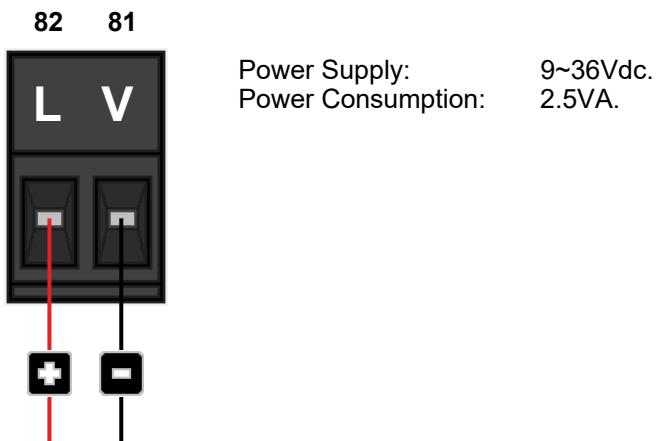 82 81
L V
Power Supply: 9~36Vdc.
Power Consumption: 2.5VA.
+ -